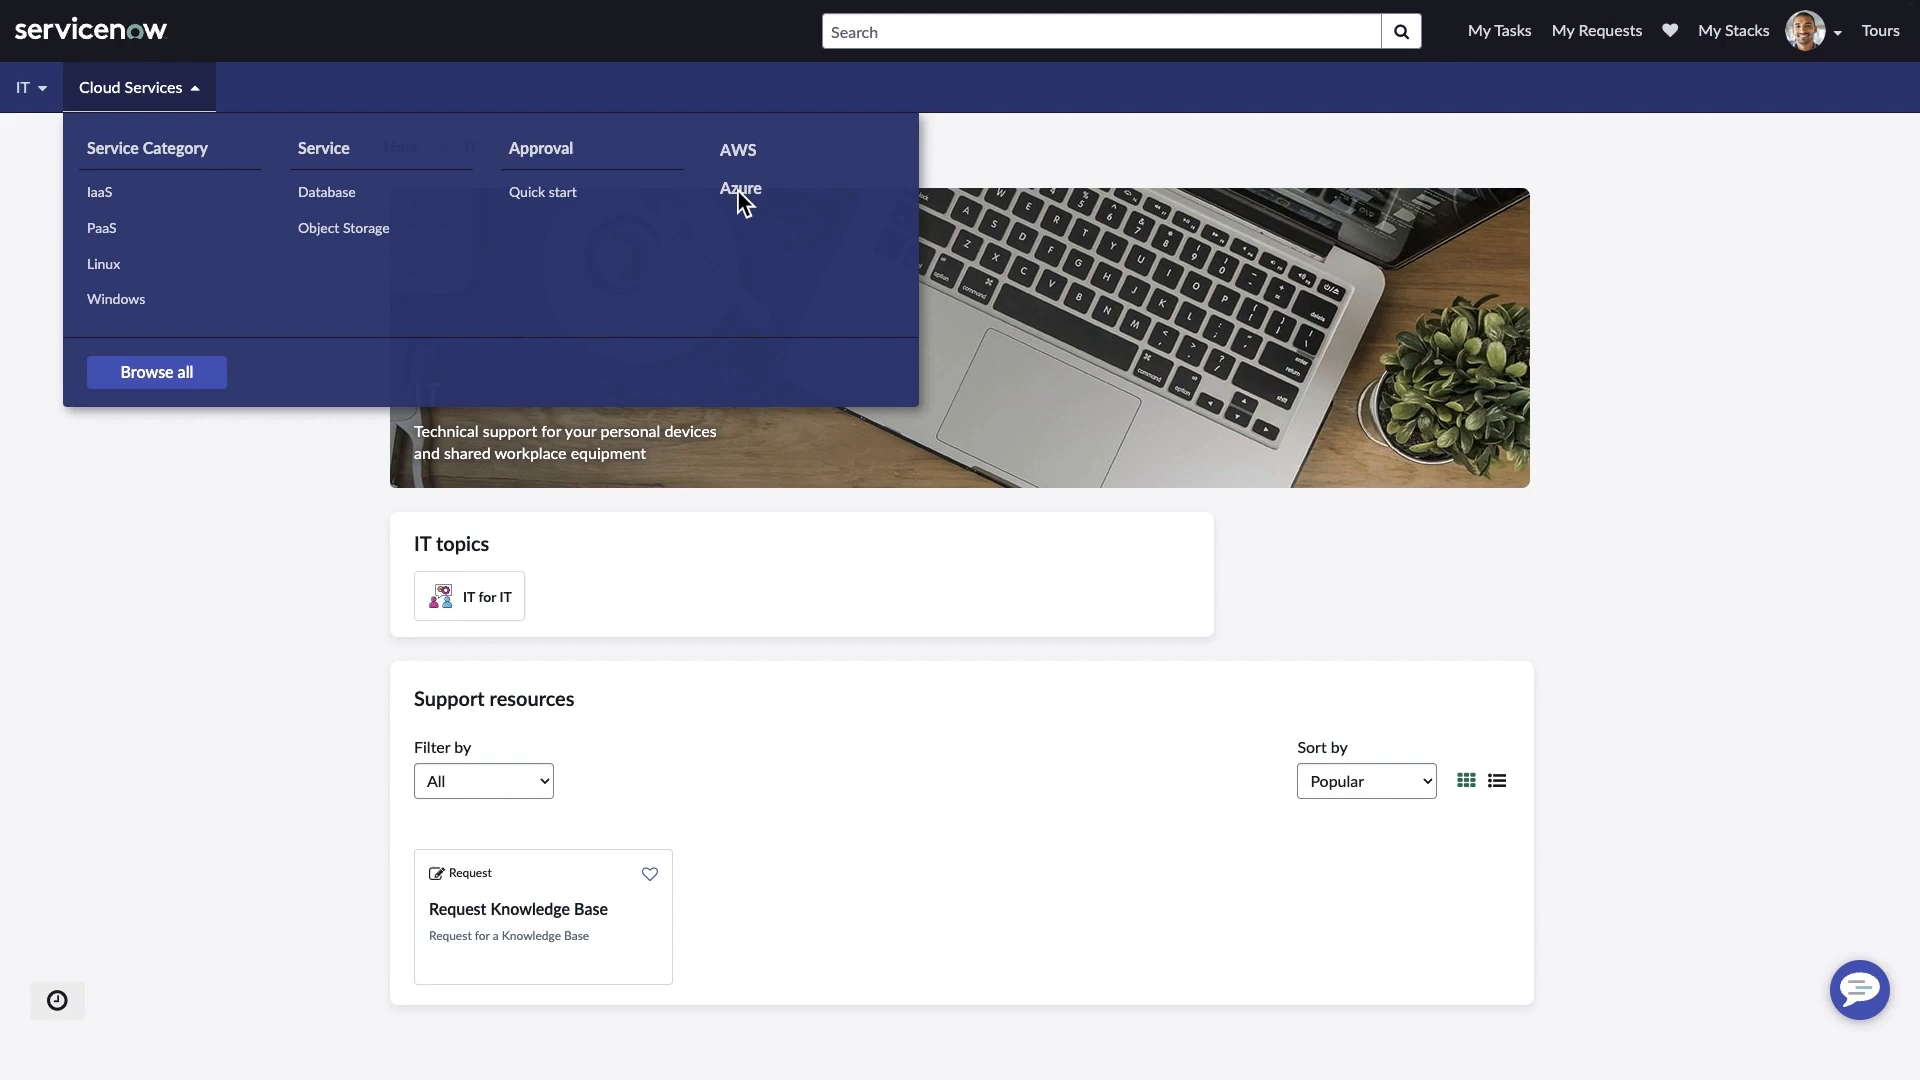 servicenow
Search
My Tasks
My Requests
My Stacks
Tours
IT
Cloud Services
Service Category
IaaS
PaaS
Linux
Windows
Service
Database
Object Storage
Approval
Quick start
AWS
Azure
Browse all
IT
Technical support for your personal devices
and shared workplace equipment
IT topics
IT for IT
Support resources
Filter by
All
Sort by
Popular
Request
Request Knowledge Base
Request for a Knowledge Base